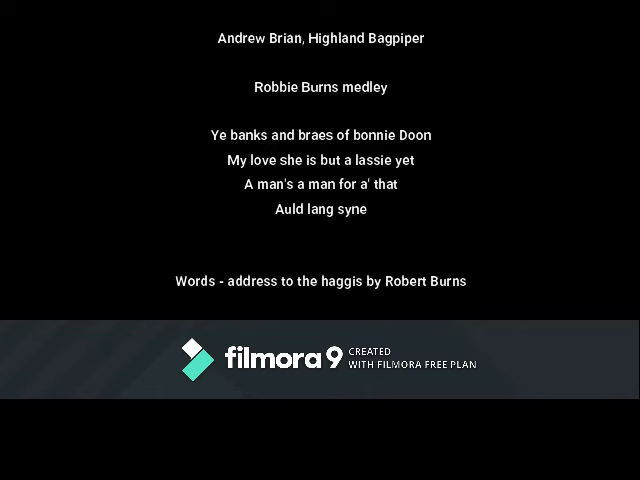 Andrew Brian, Highland Bagpiper
Robbie Burns medley
Ye banks and braes of bonnie Doon
My love she is but a lassie yet
A man's a man for a' that
Auld lang syne
Words - address to the haggis by Robert Burns
filmora 9 CREATED
WITH FILMORA FREE PLAN